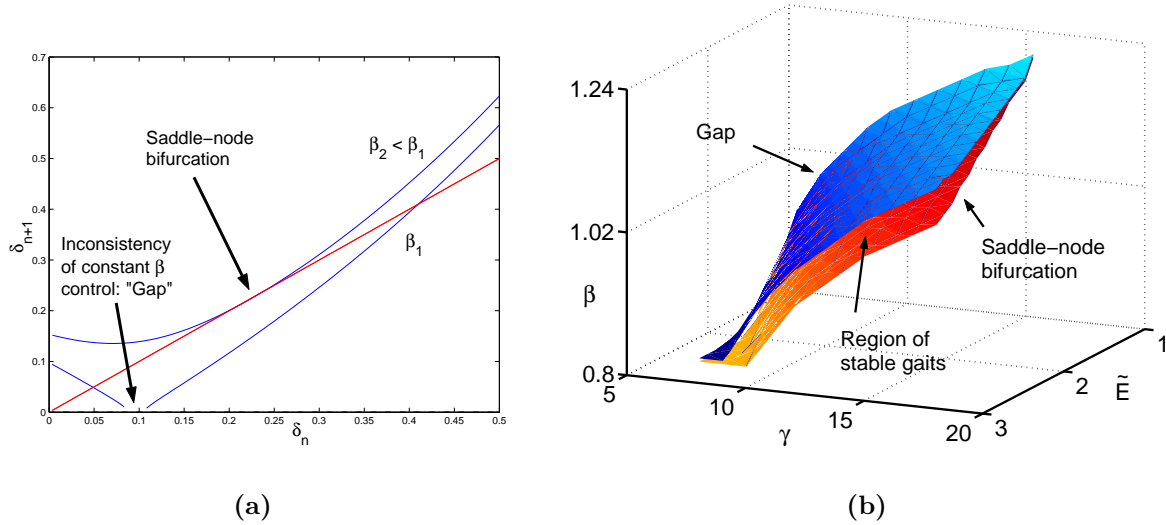 0.7
0.6
0.5
0.4
0.3
0.2
0.1
0
0
0.05
0.1
0.15
0.2
0.25
0.3
0.35
0.4
0.45
0.5
δn+1
δn
Saddle−node
bifurcation
β2 < β1
β1
Inconsistency
of constant β
control: "Gap"
(a)
1.24
1.02
0.8
β
5
10
15
20
γ
1
2
3
Ẽ
Gap
Saddle−node
bifurcation
Region of
stable gaits
(b)